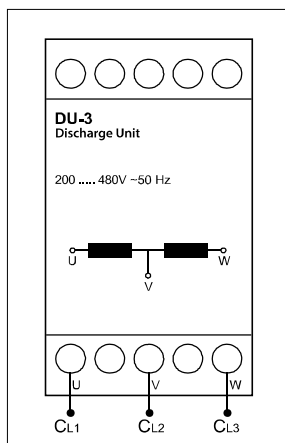 DU-3
Discharge Unit
200 ..... 480V ~50 Hz
U W
V
U V W
CL1 CL2 CL3